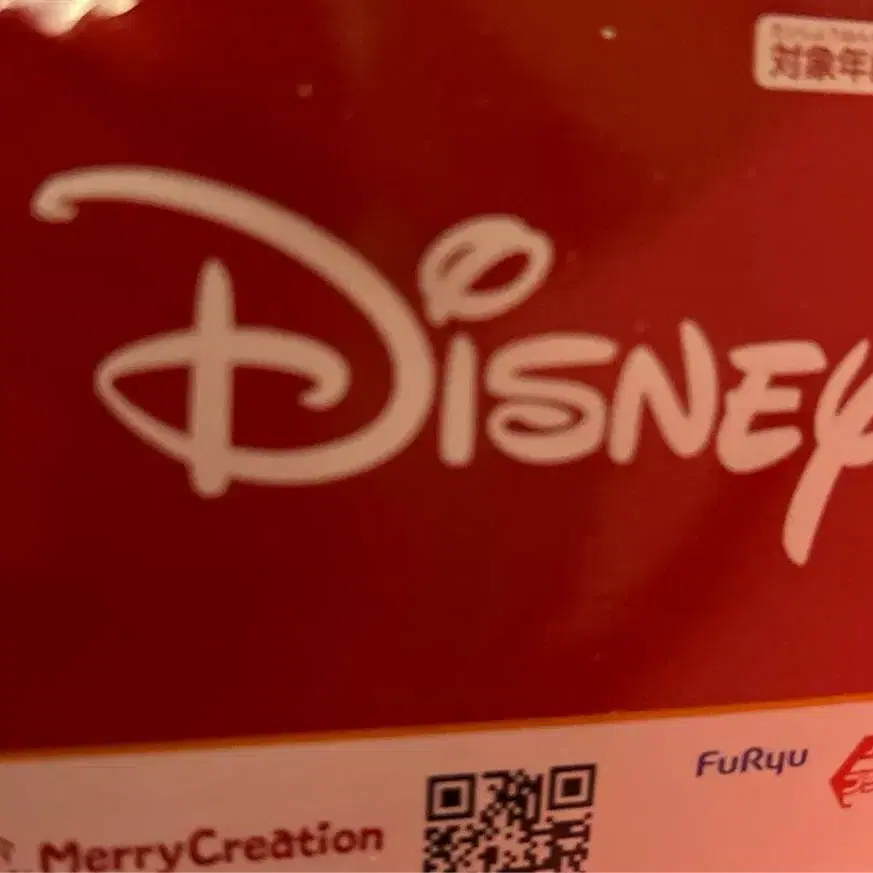 対象年
Disney
FuRyu
MerryCreation